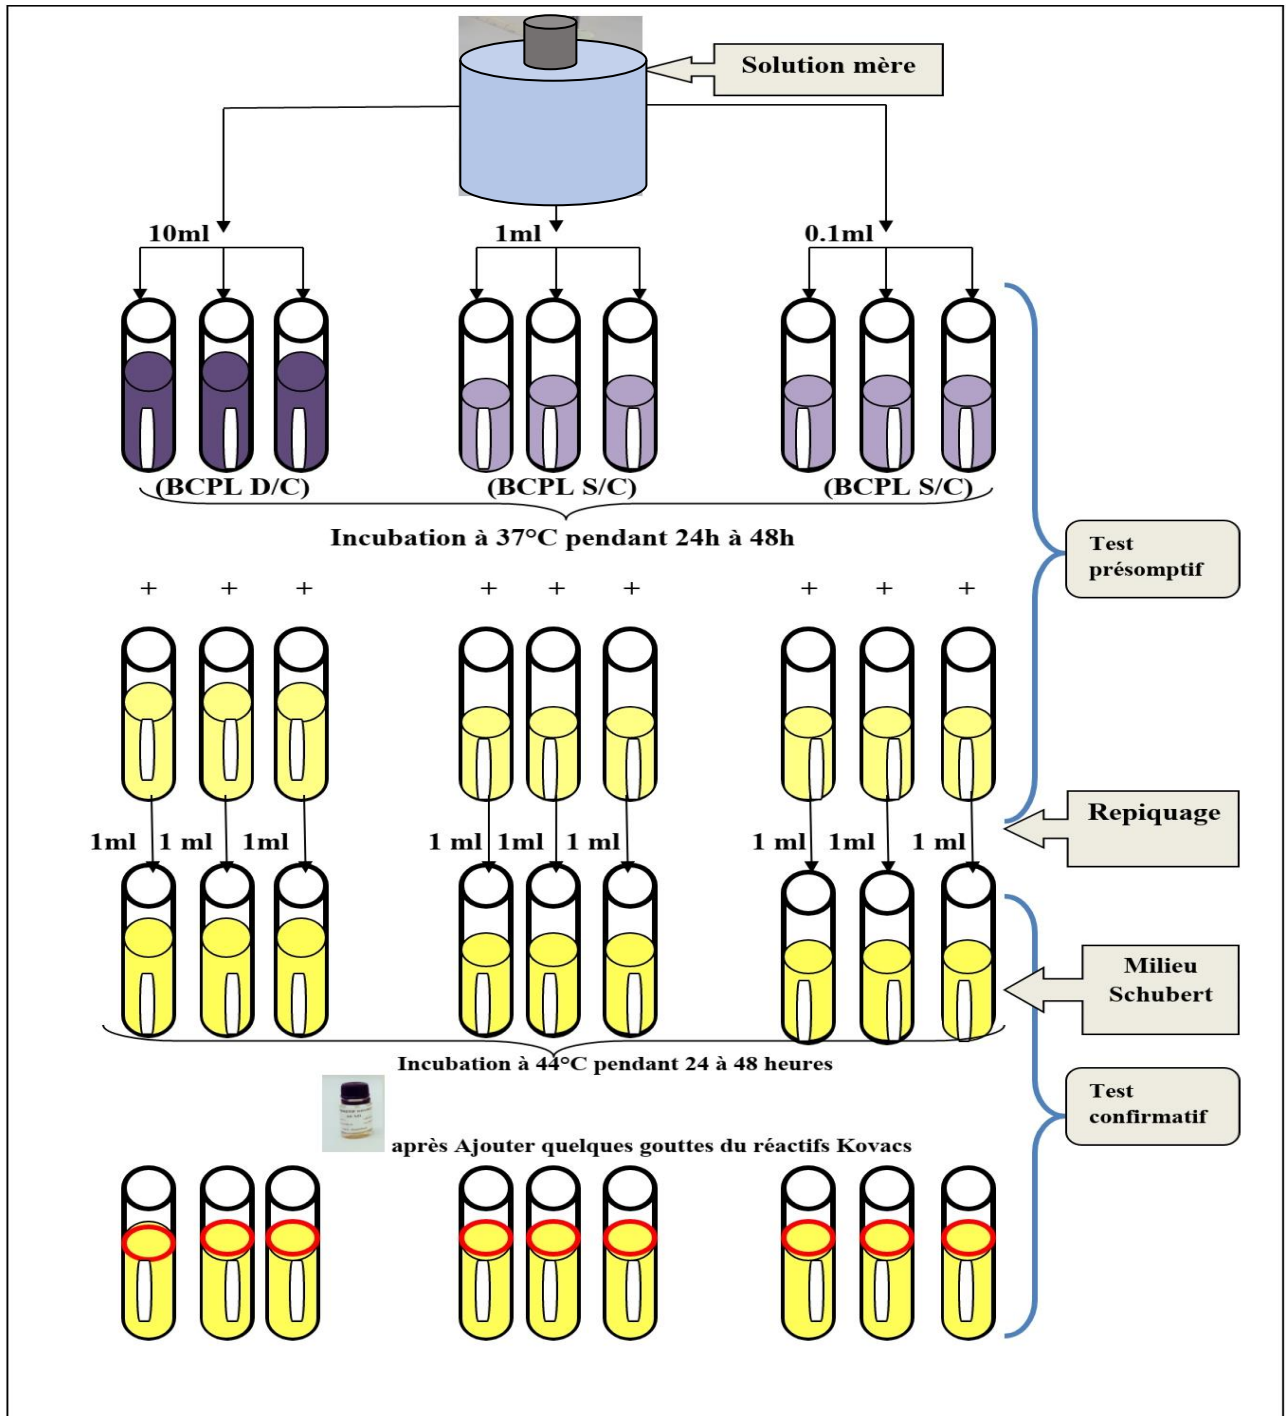 Solution mère
10ml 1ml 0.1ml
(BCPL D/C) (BCPL S/C) (BCPL S/C)
Incubation à 37°C pendant 24h à 48h
Test
présomptif
+ + + + + + + + +
Repiquage
1ml 1 ml 1ml 1 ml 1ml 1 ml 1 ml 1ml 1 ml
Milieu
Schubert
Incubation à 44°C pendant 24 à 48 heures
Test
confirmatif
après Ajouter quelques gouttes du réactifs Kovacs